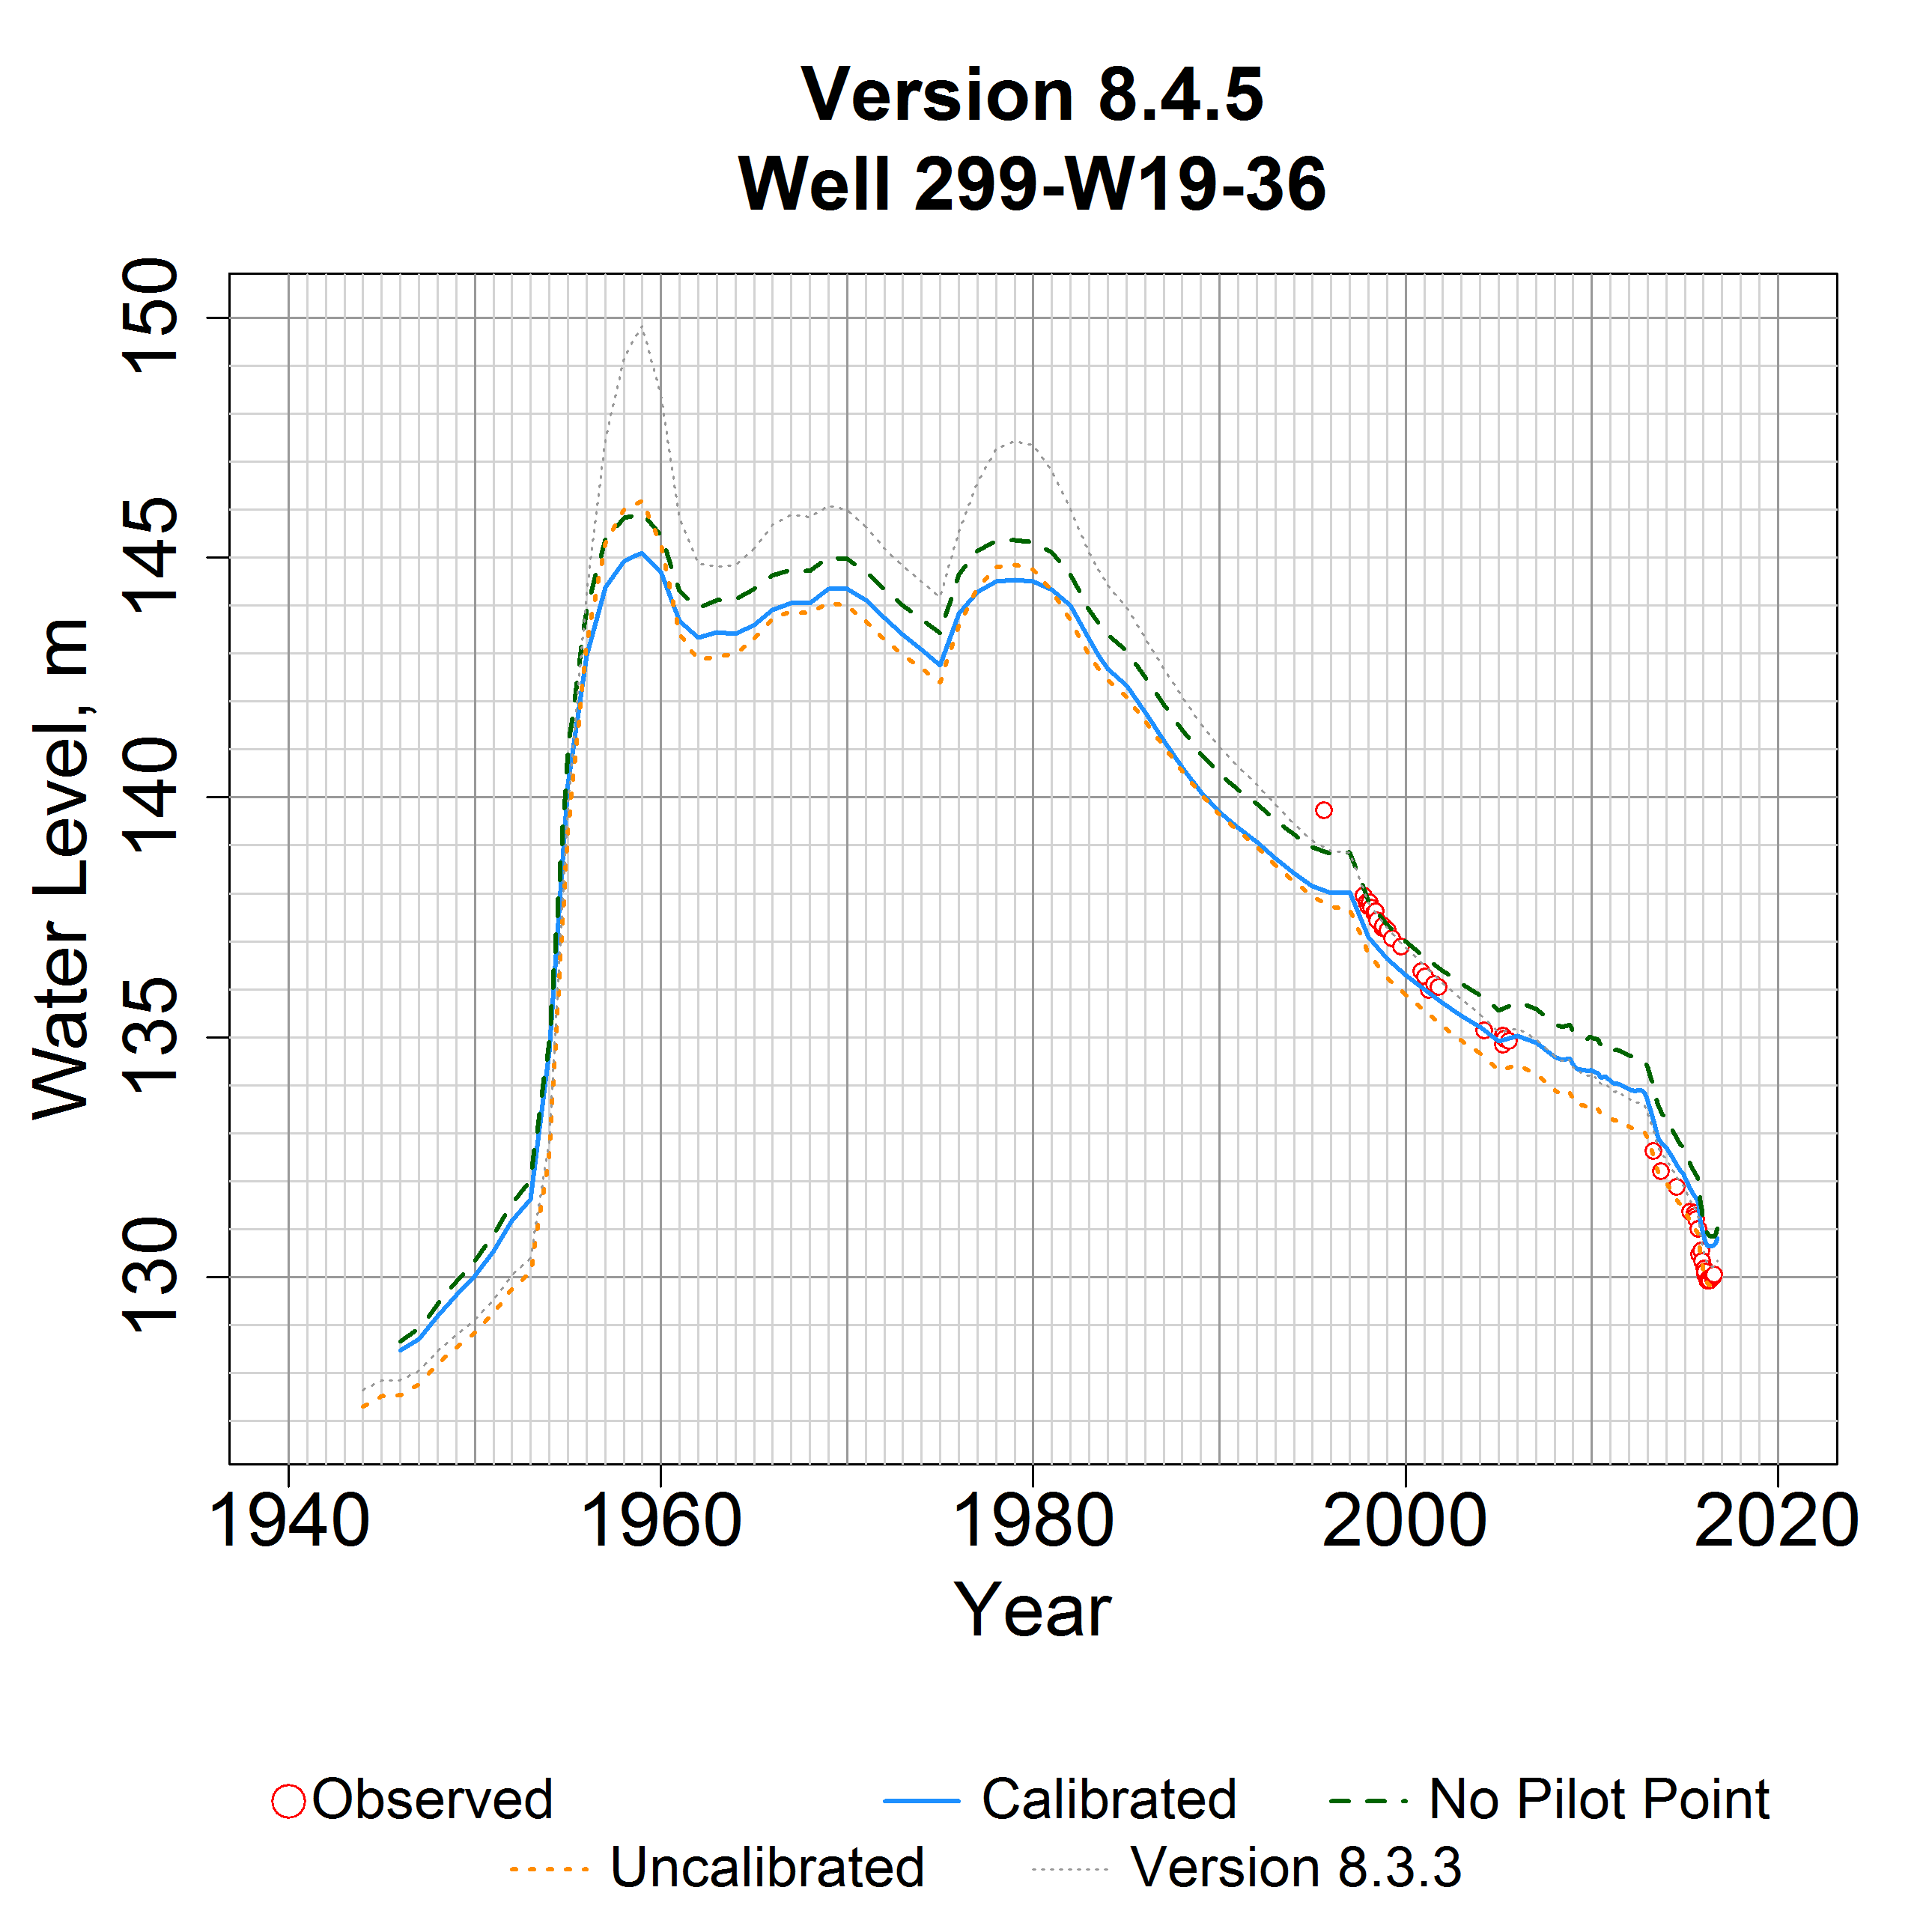 Version 8.4.5
Well 299-W19-36
Water Level, m
150
145
140
135
130
1940 1960 1980 2000 2020
Year
Observed Calibrated No Pilot Point
Uncalibrated Version 8.3.3